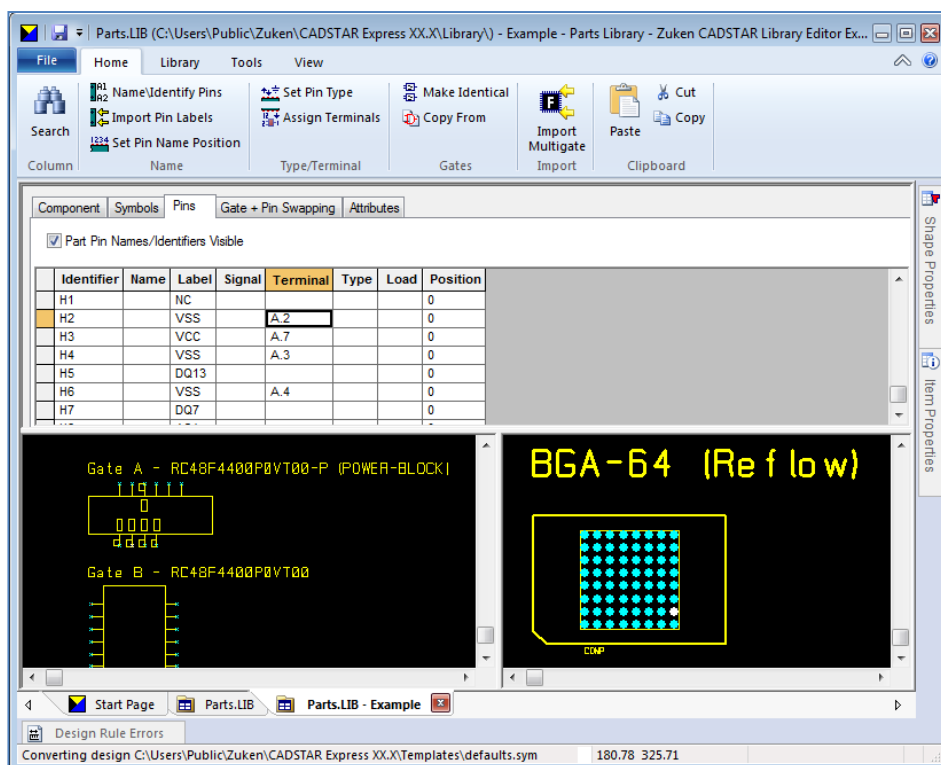 Parts.LIB (C:\Users\Public\Zuken\CADSTAR Express XX.X\Library\) - Example - Parts Library - Zuken CADSTAR Library Editor Ex...
File Home Library Tools View
Search
Column
Name\Identify Pins
Import Pin Labels
Set Pin Name Position
Name
Set Pin Type
Assign Terminals
Type/Terminal
Make Identical
Copy From
Gates
Import Multigate
Import
Paste
Cut
Copy
Clipboard
Component Symbols Pins Gate + Pin Swapping Attributes
Part Pin Names/Identifiers Visible
Identifier Name Label Signal Terminal Type Load Position
H1 NC 0
H2 VSS A.2 0
H3 VCC A.7 0
H4 VSS A.3 0
H5 DQ13 0
H6 VSS A.4 0
H7 DQ7 0
Shape Properties
Item Properties
Gate A - RC48F4400P0VT00-P (POWER-BLOCK)
Gate B - RC48F4400P0VT00
BGA-64 (Reflow)
COMP
Start Page Parts.LIB Parts.LIB - Example
Design Rule Errors
Converting design C:\Users\Public\Zuken\CADSTAR Express XX.X\Templates\defaults.sym 180.78 325.71